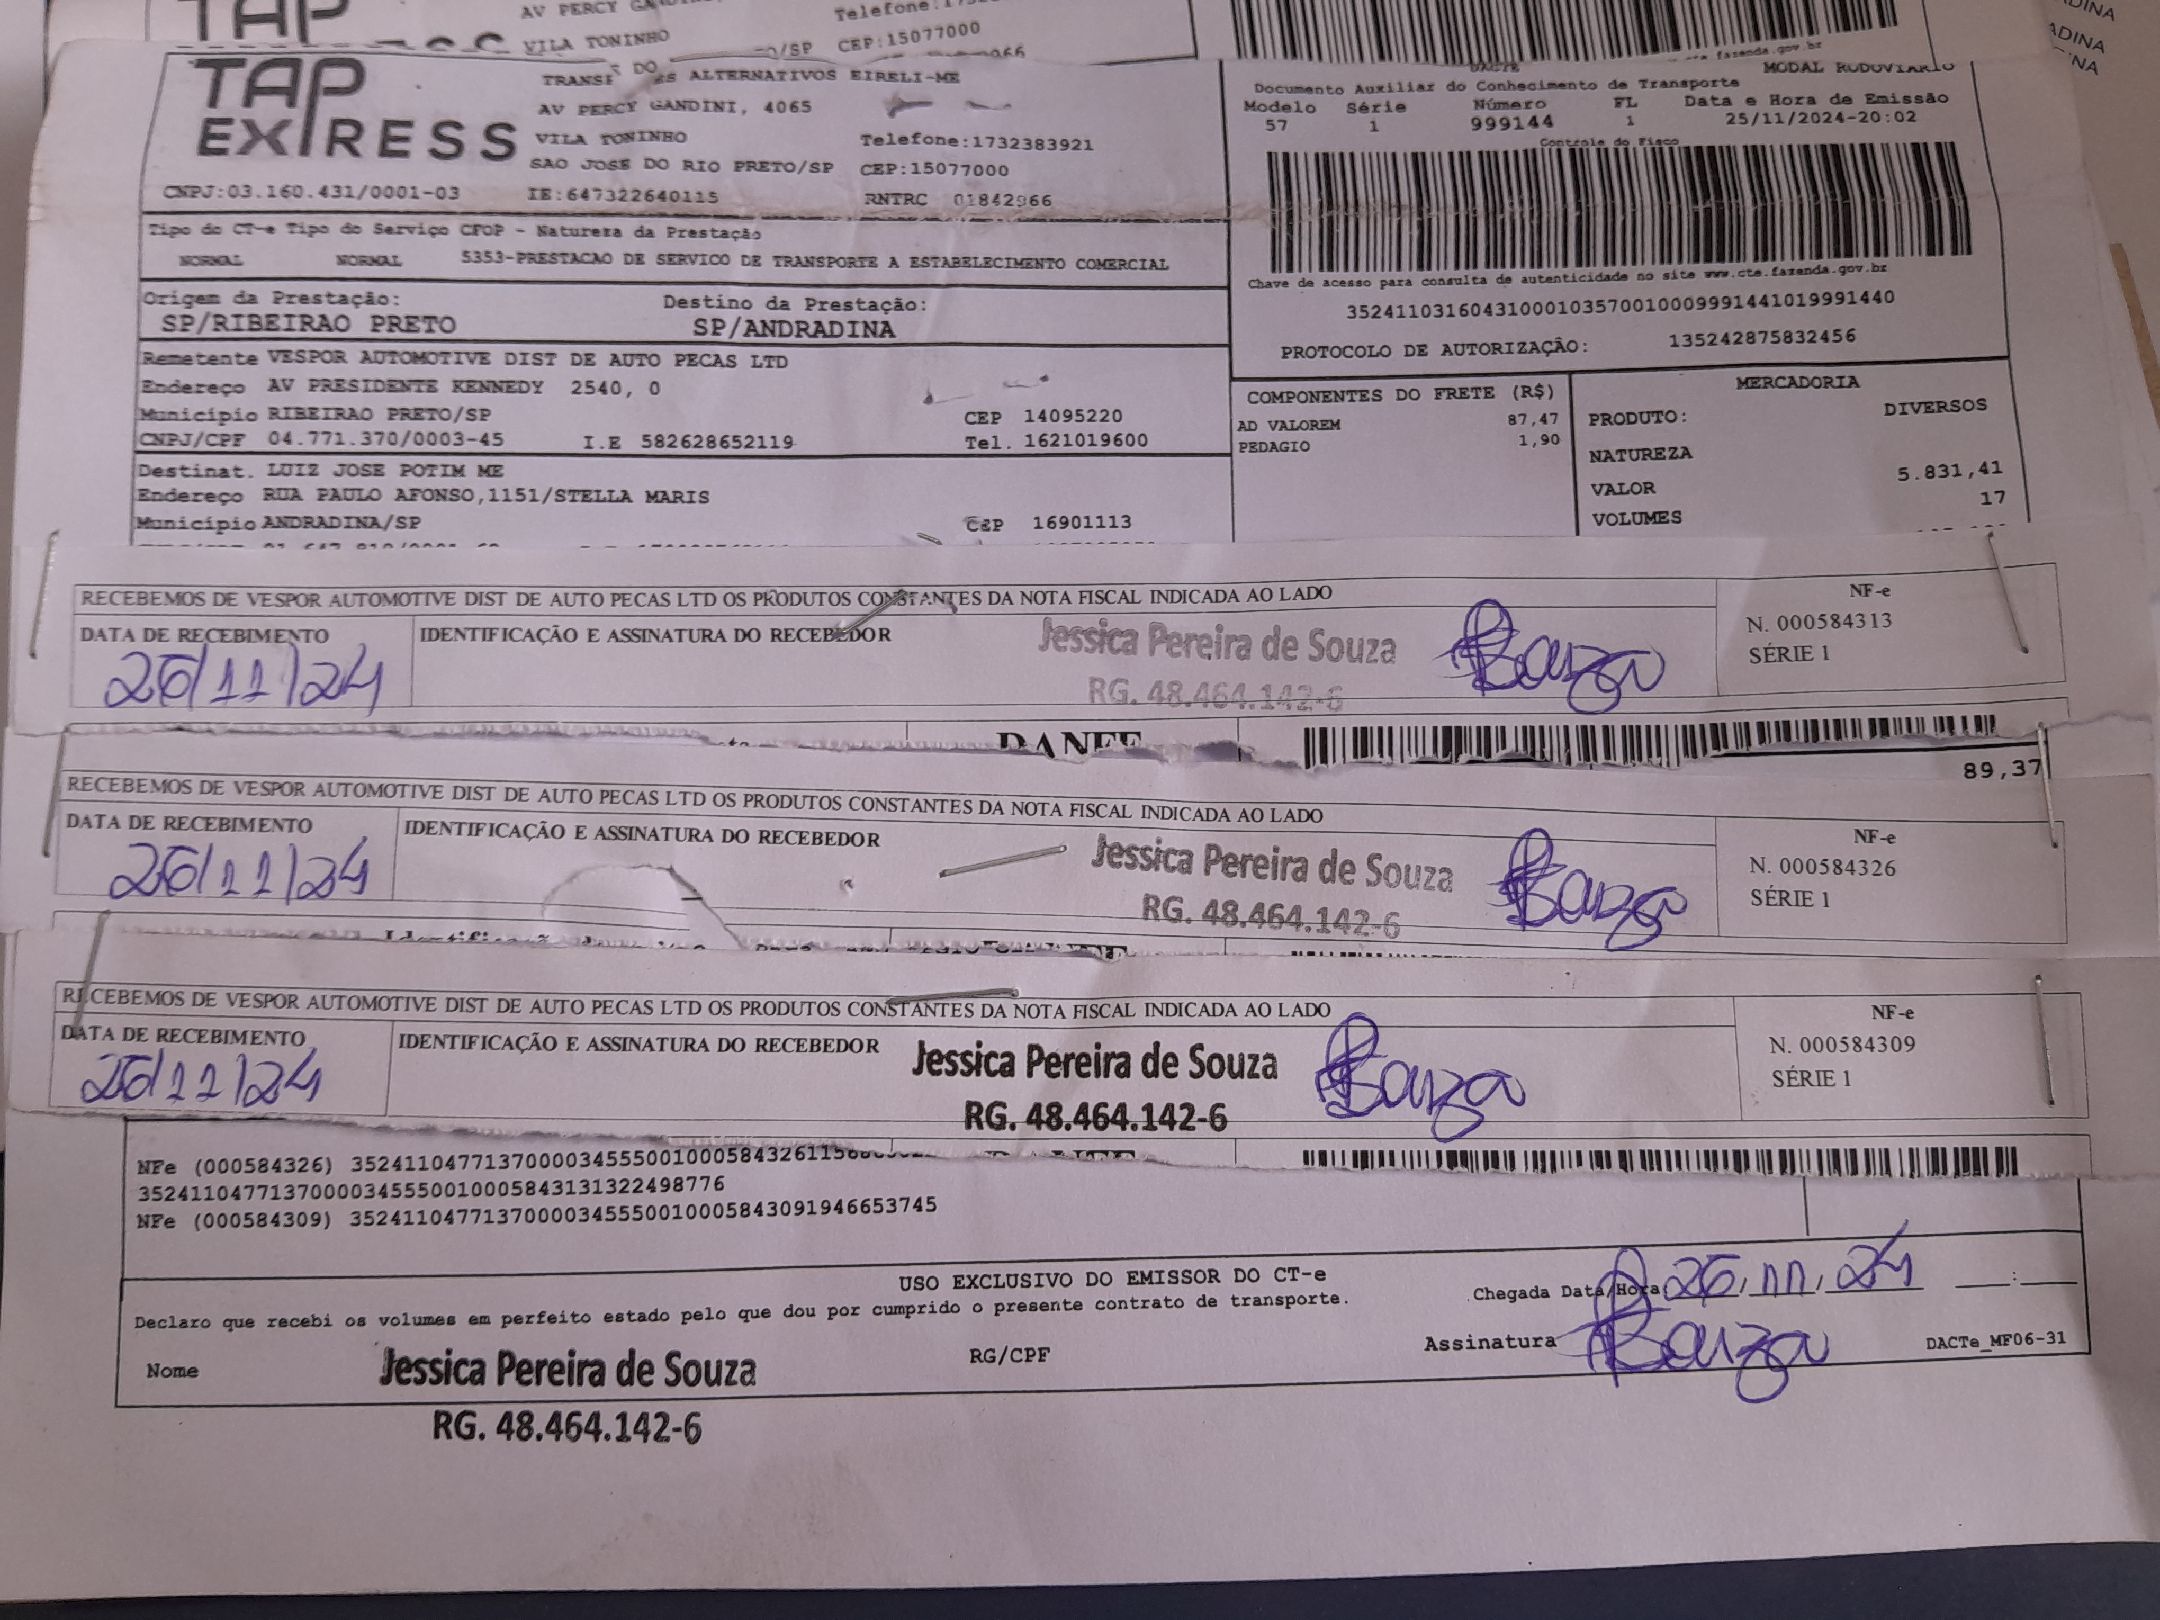 TAP
AV PERCY
VILA TONINHO
/SP CEP:15077000
fazenda.gov.br
TAP
EXPRESS
ALTERNATIVOS EIRELI-ME
AV PERCY GANDINI, 4065
VILA TONINHO Telefone:1732383921
SAO JOSE DO RIO PRETO/SP CEP:15077000
CNPJ:03.160.431/0001-03 IE:647322640115 RNTRC 01842966
DACTE MODAL RODOVIARIO
Documento Auxiliar do Conhecimento de Transporte
Modelo Série Número FL Data e Hora de Emissão
57 1 999144 1 25/11/2024-20:02
Controle do Fisco
Tipo do CT-e Tipo do Serviço CFOP - Natureza da Prestação
NORMAL NORMAL 5353-PRESTACAO DE SERVICO DE TRANSPORTE A ESTABELECIMENTO COMERCIAL
Chave de acesso para consulta de autenticidade no site www.cte.fazenda.gov.br
35241103160431000103570010009991441019991440
PROTOCOLO DE AUTORIZAÇÃO: 135242875832456
Origem da Prestação: Destino da Prestação:
SP/RIBEIRAO PRETO SP/ANDRADINA
Remetente VESPOR AUTOMOTIVE DIST DE AUTO PECAS LTD
Endereço AV PRESIDENTE KENNEDY 2540, 0
Município RIBEIRAO PRETO/SP CEP 14095220
CNPJ/CPF 04.771.370/0003-45 I.E 582628652119 Tel. 1621019600
Destinat. LUIZ JOSE POTIM ME
Endereço RUA PAULO AFONSO,1151/STELLA MARIS
Município ANDRADINA/SP CEP 16901113
COMPONENTES DO FRETE (R$)
AD VALOREM 87,47
PEDAGIO 1,90
MERCADORIA
PRODUTO: DIVERSOS
NATUREZA
VALOR 5.831,41
VOLUMES 17
RECEBEMOS DE VESPOR AUTOMOTIVE DIST DE AUTO PECAS LTD OS PRODUTOS CONSTANTES DA NOTA FISCAL INDICADA AO LADO
DATA DE RECEBIMENTO IDENTIFICAÇÃO E ASSINATURA DO RECEBEDOR
26/11/24
Jessica Pereira de Souza
RG. 48.464.142-6
Souza
NF-e
N. 000584313
SÉRIE 1
DANFE
89,37
RECEBEMOS DE VESPOR AUTOMOTIVE DIST DE AUTO PECAS LTD OS PRODUTOS CONSTANTES DA NOTA FISCAL INDICADA AO LADO
DATA DE RECEBIMENTO IDENTIFICAÇÃO E ASSINATURA DO RECEBEDOR
26/11/24
Jessica Pereira de Souza
RG. 48.464.142-6
Souza
NF-e
N. 000584326
SÉRIE 1
RECEBEMOS DE VESPOR AUTOMOTIVE DIST DE AUTO PECAS LTD OS PRODUTOS CONSTANTES DA NOTA FISCAL INDICADA AO LADO
DATA DE RECEBIMENTO IDENTIFICAÇÃO E ASSINATURA DO RECEBEDOR
26/11/24
Jessica Pereira de Souza
RG. 48.464.142-6
Souza
NF-e
N. 000584309
SÉRIE 1
NFe (000584326)
35241104771370000345550010005843131322498776
NFe (000584309) 35241104771370000345550010005843091946653745
USO EXCLUSIVO DO EMISSOR DO CT-e
Declaro que recebi os volumes em perfeito estado pelo que dou por cumprido o presente contrato de transporte.
Chegada Data/Hora 26/11/24 __:__
Nome Jessica Pereira de Souza RG/CPF Assinatura Souza DACTe_MF06-31
RG. 48.464.142-6